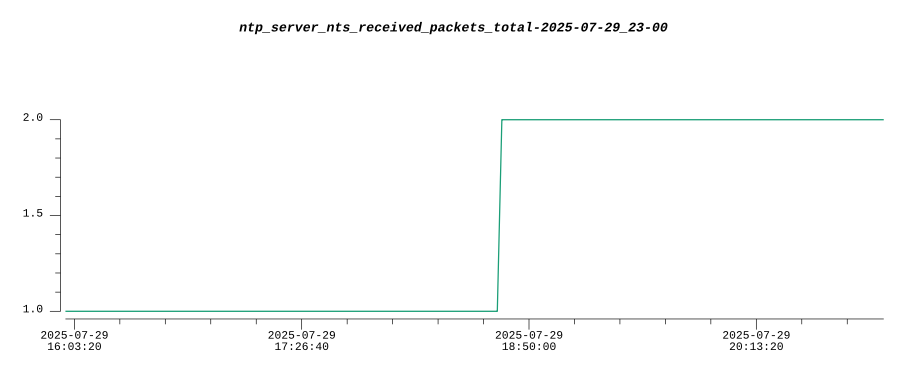 ntp_server_nts_received_packets_total-2025-07-29_23-00
2.0
1.5
1.0
2025-07-29 2025-07-29 2025-07-29 2025-07-29
16:03:20 17:26:40 18:50:00 20:13:20